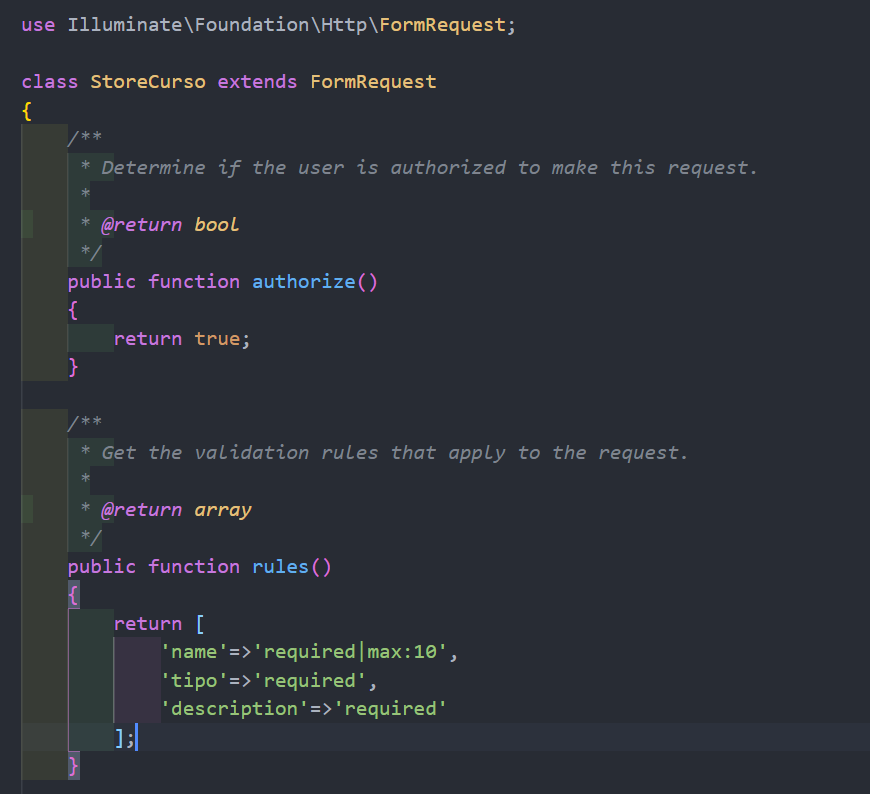 use Illuminate\Foundation\Http\FormRequest;
class StoreCurso extends FormRequest
{
/**
* Determine if the user is authorized to make this request.
*
* @return bool
*/
public function authorize()
{
return true;
}
/**
* Get the validation rules that apply to the request.
*
* @return array
*/
public function rules()
{
return [
'name'=>'required|max:10',
'tipo'=>'required',
'description'=>'required'
];
}